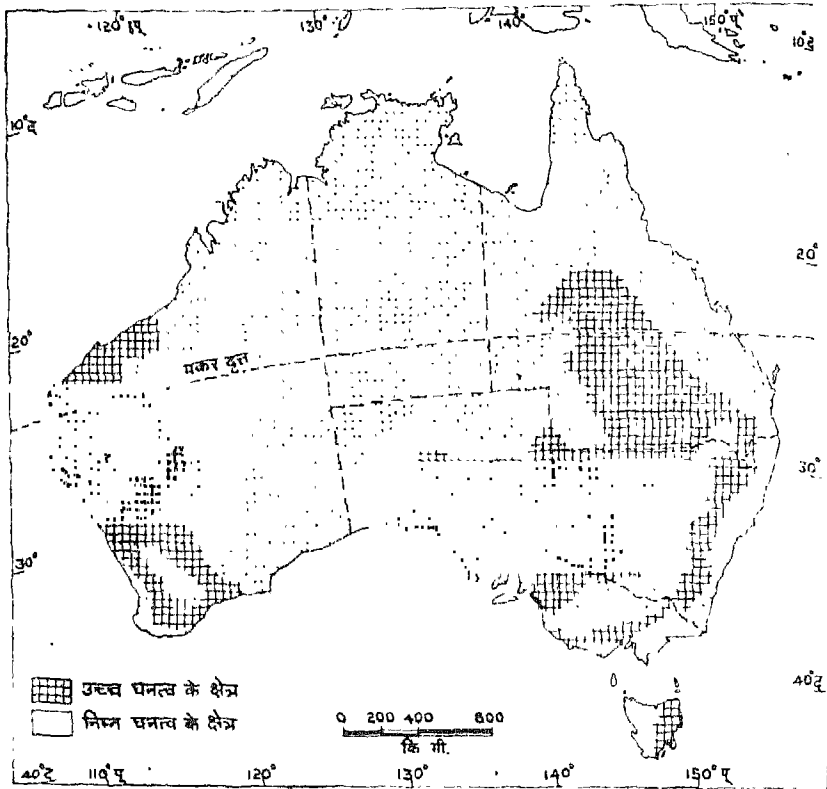 120°पू 130° 140° 150°पू
10°द
10°द
20°
20°
मकर वृत्त
30°
30°
उच्च घनत्व के क्षेत्र
निम्न घनत्व के क्षेत्र
40°द
0 200 400 800
कि मी.
40°द 110°पू 120° 130° 140° 150°पू